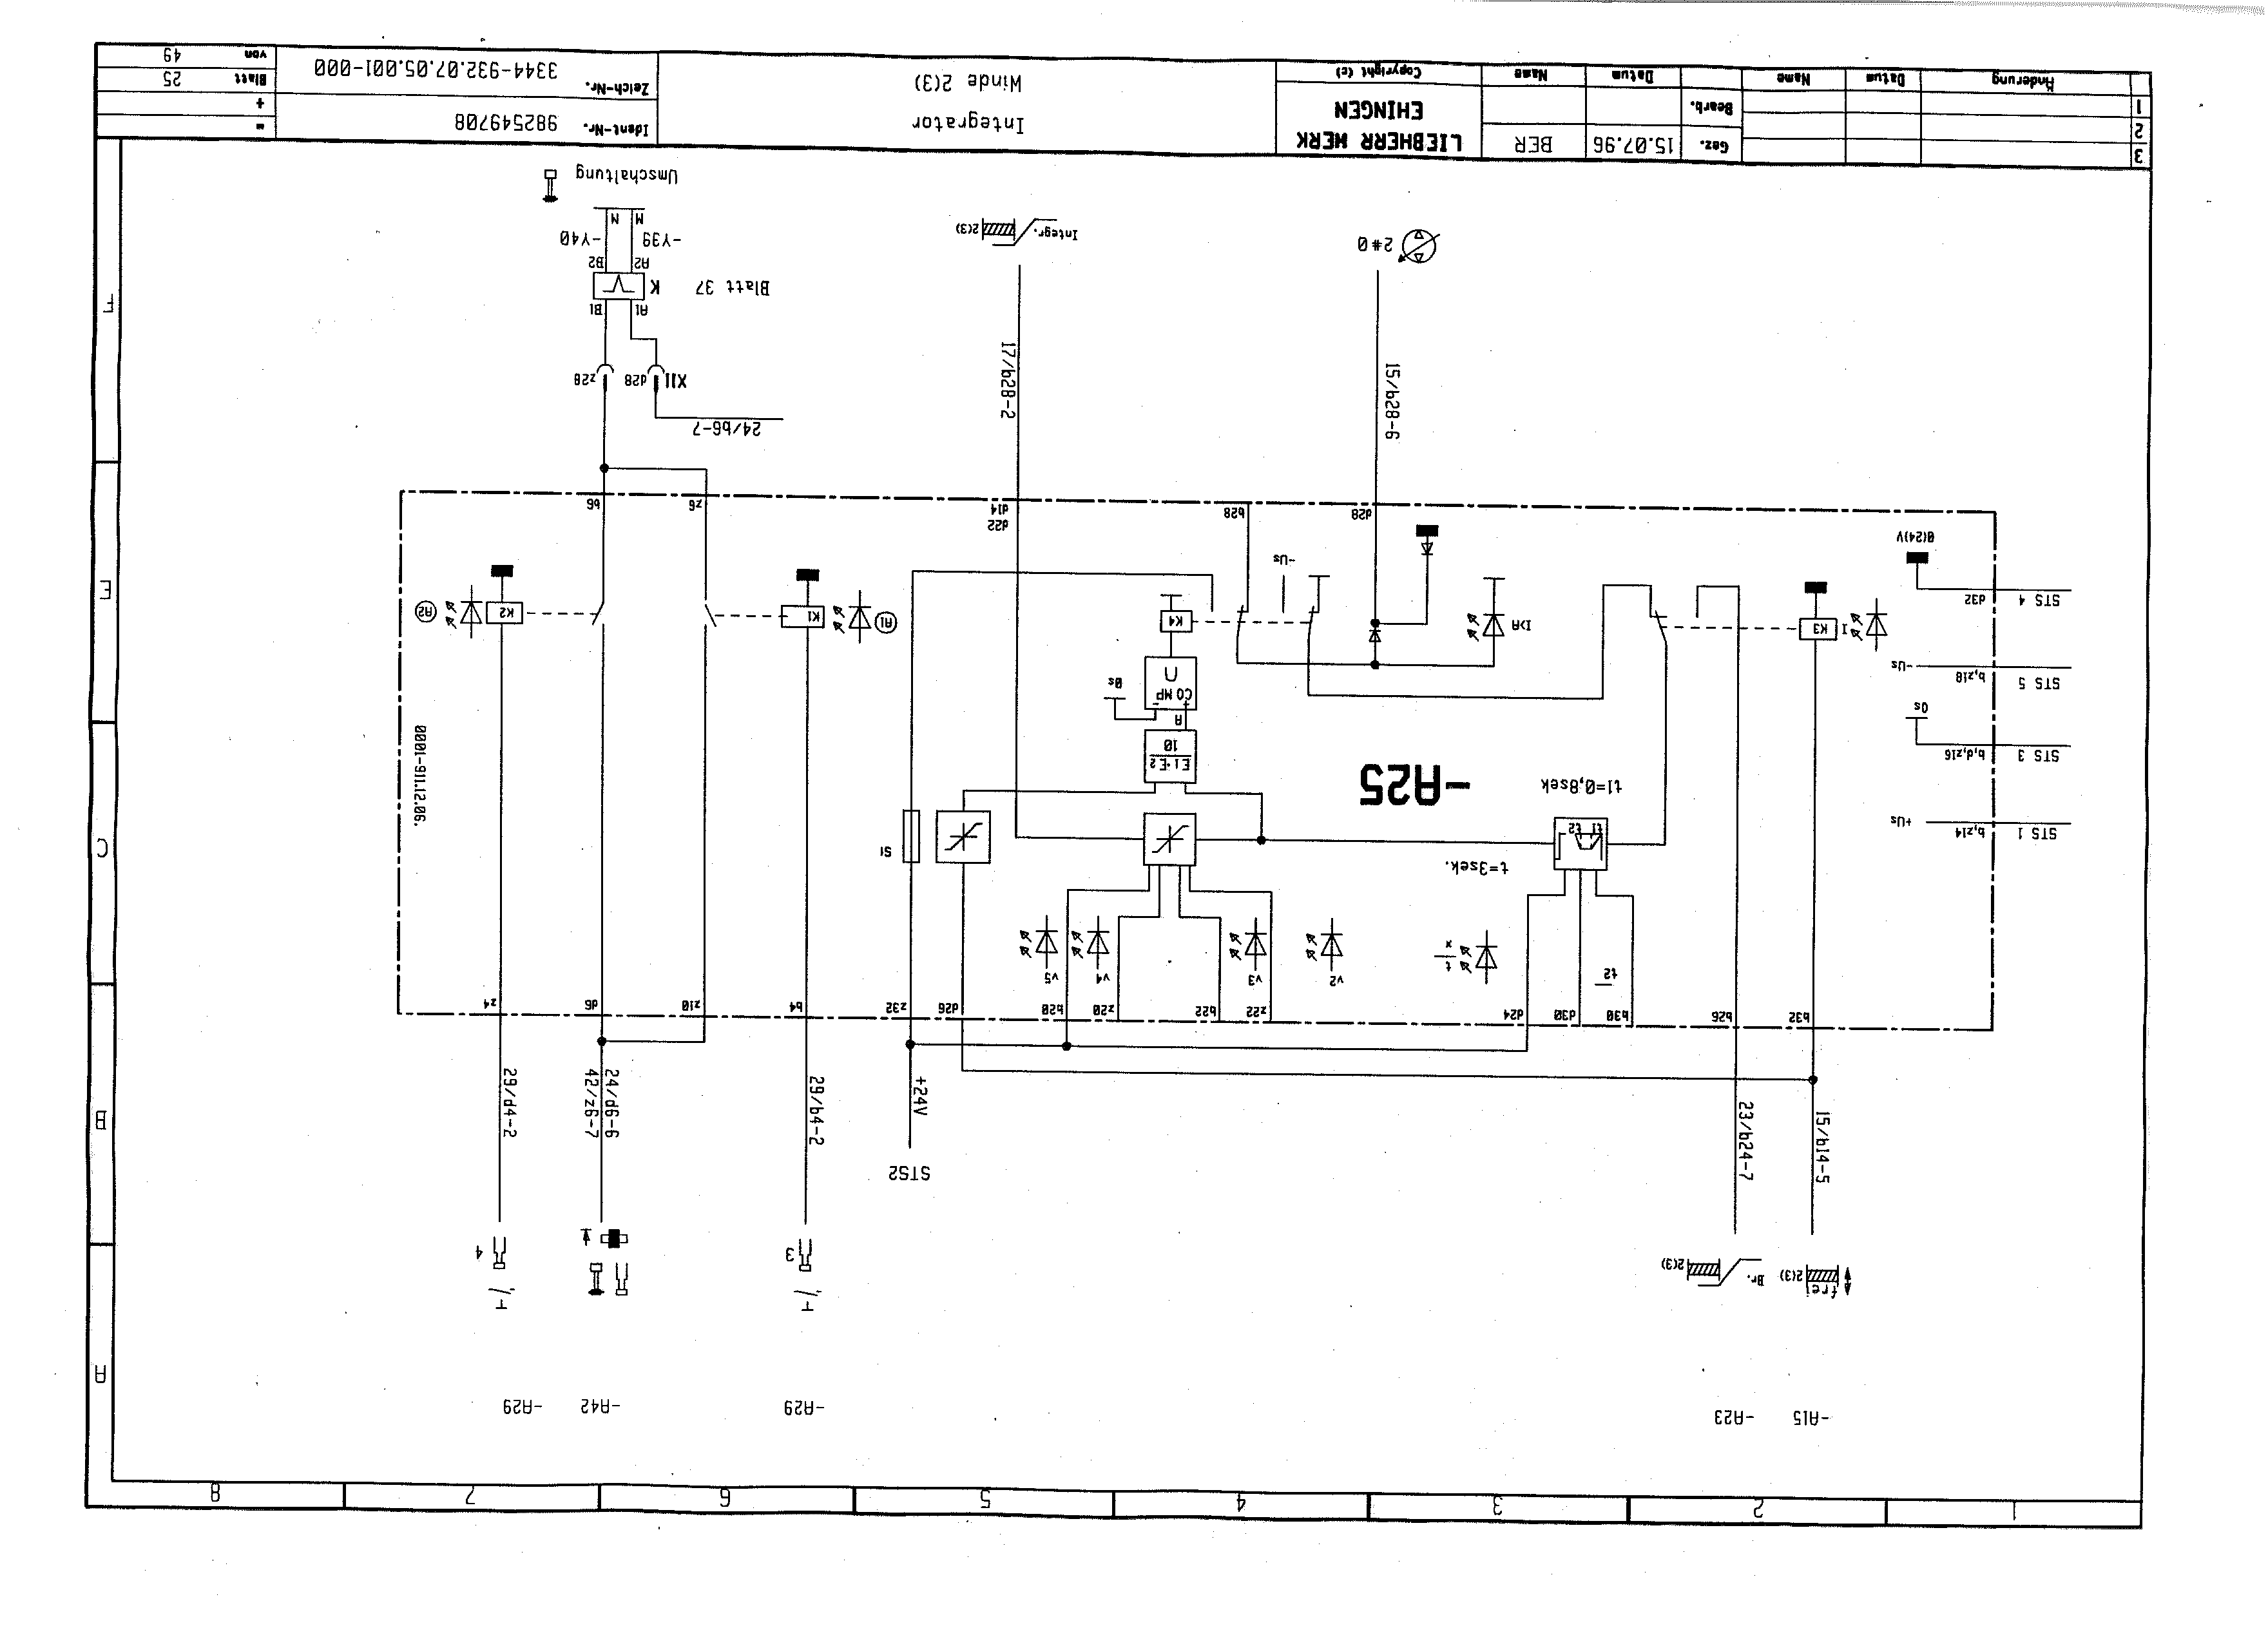 1
2
3
4
5
6
7
8
A
B
C
E
F
-A15
-A23
-A29
-A42
-A29
frei
2(3)
Br.
2(3)
3
4
15/b14-5
23/b24-7
STS2
+24V
29/b4-2
24/d6-6
42/z6-7
29/d4-2
b32
b26
b30
d30
d24
z22
b22
z20
b20
d26
z32
b4
z10
d6
z4
t2
t
x
v2
v3
v4
v5
STS 1
b,z14
+Us
t=3sek.
t1 t2
t1=0,8sek
S1
-A25
STS 3
b,d,z16
0s
E1·E2
10
A
+ -
COMP
U
0s
0001-911.12.06.
STS 5
b,z18
-Us
STS 4
d32
0(24)V
I
K3
I>A
-Us
K4
A1
K1
K2
A2
d28
b28
d22
d14
z6
b6
15/b28-6
17/b28-2
24/b6-7
X11
d28
z28
A1
B1
Blatt 37
K
A2
B2
-Y39
-Y40
M
N
2#0
Integr.
2(3)
Umschaltung
3
2
1
Änderung
Datum
Name
Gez.
15.07.96
BER
Bearb.
Datum
Name
LIEBHERR WERK
EHINGEN
Copyright (c)
Integrator
Winde 2(3)
Ident-Nr.
982549708
Zeich-Nr.
3344-932.07.05.001-000
=
+
Blatt
25
von
49